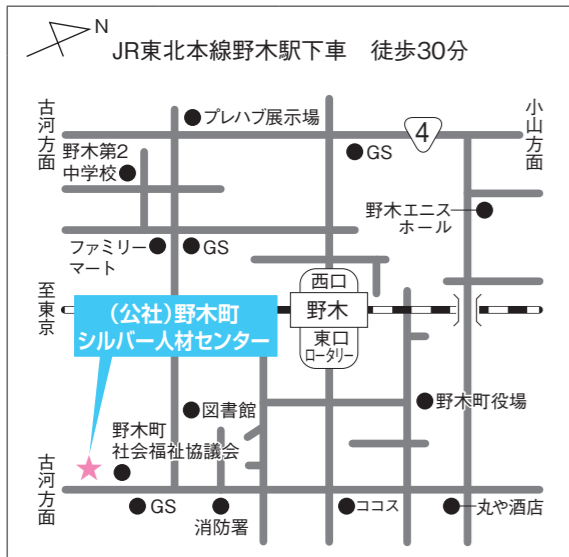 N
JR東北本線野木駅下車　徒歩30分
古河方面
プレハブ展示場
4
小山方面
野木第2
中学校
GS
野木エニス
ホール
ファミリー
マート
GS
西口
至東京
野木
（公社）野木町
シルバー人材センター
東口
ロータリー
図書館
野木町役場
野木町
社会福祉協議会
古河方面
GS
消防署
ココス
丸や酒店